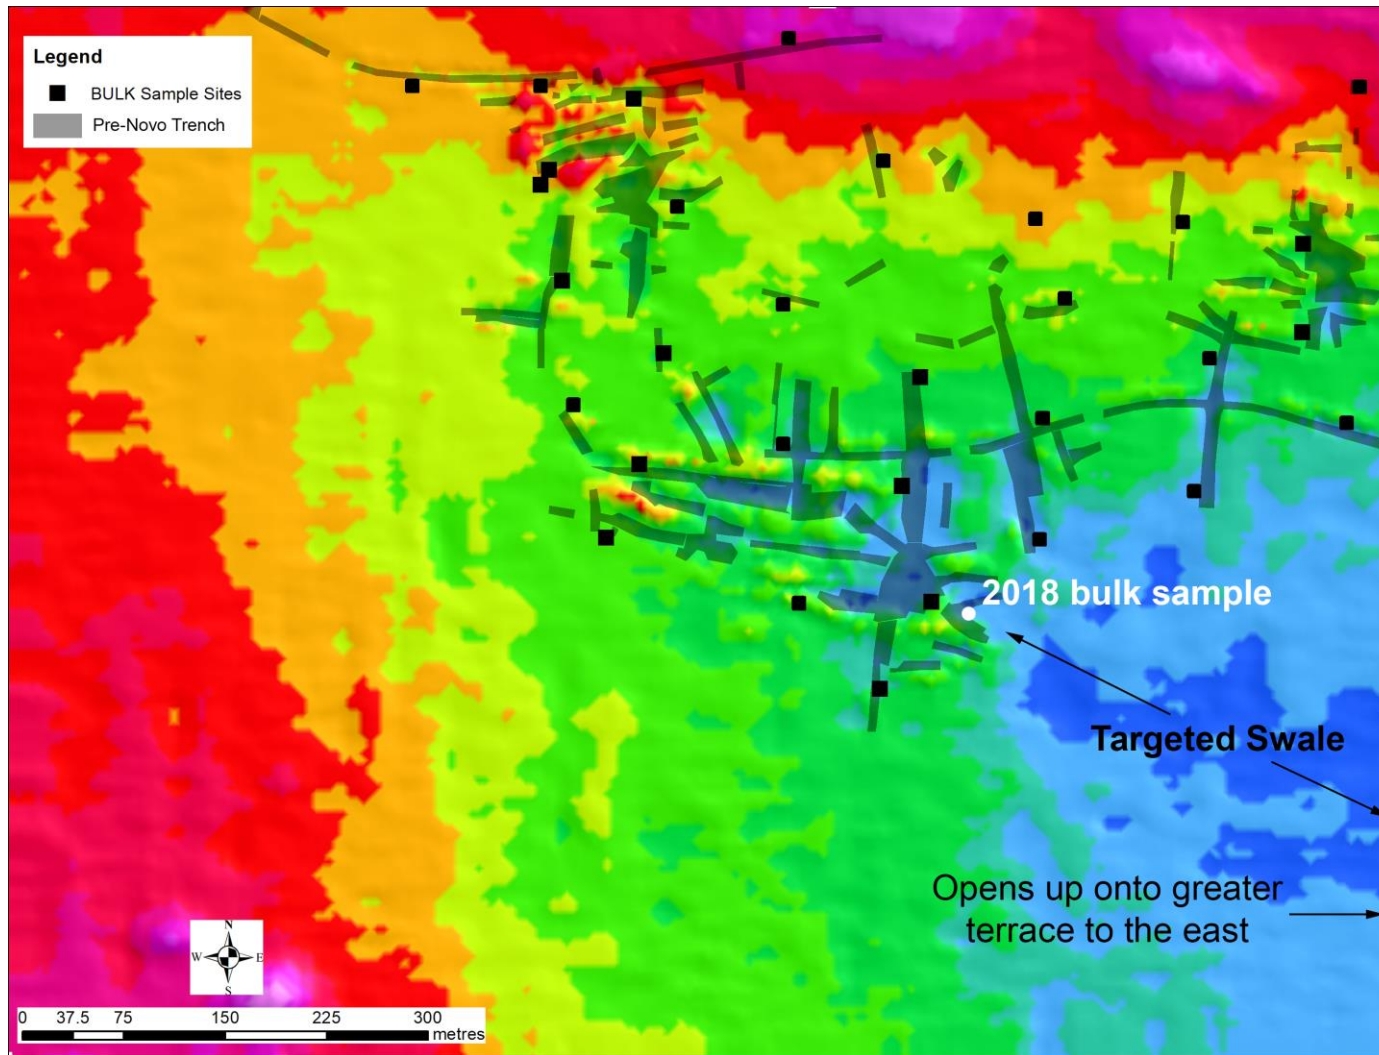 Legend
BULK Sample Sites
Pre-Novo Trench
2018 bulk sample
Targeted Swale
Opens up onto greater
terrace to the east
N
W E
S
0 37.5 75 150 225 300
metres